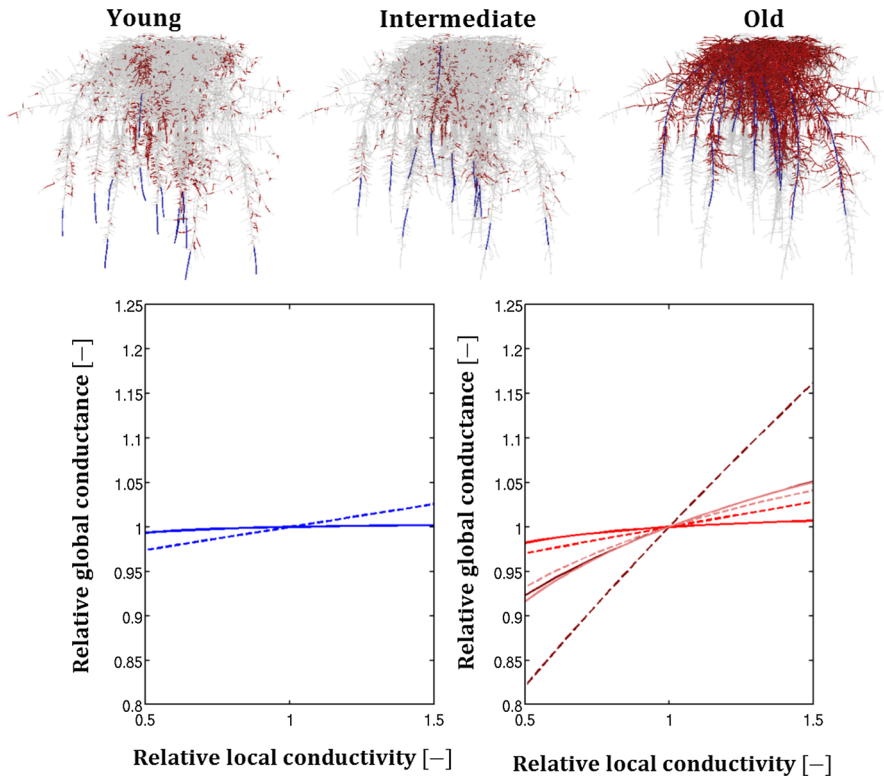 Young Intermediate Old
1.25 1.25
1.2 1.2
1.15 1.15
1.1 1.1
1.05 1.05
1 1
0.95 0.95
0.9 0.9
0.85 0.85
0.8 0.8
0.5 1 1.5 0.5 1 1.5
Relative global conductance [−]
Relative global conductance [−]
Relative local conductivity [−] Relative local conductivity [−]